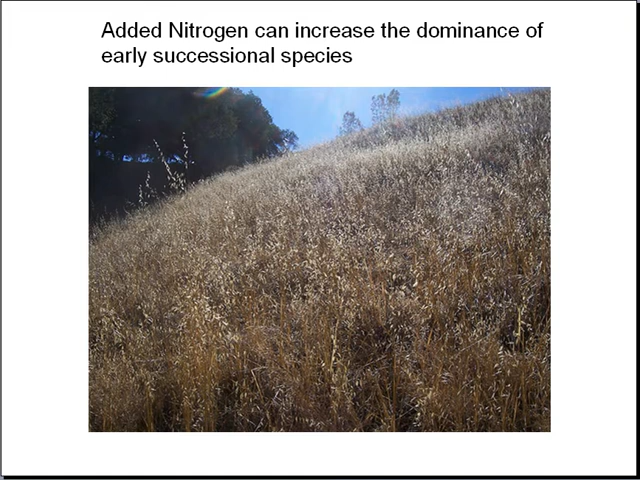 Added Nitrogen can increase the dominance of
early successional species